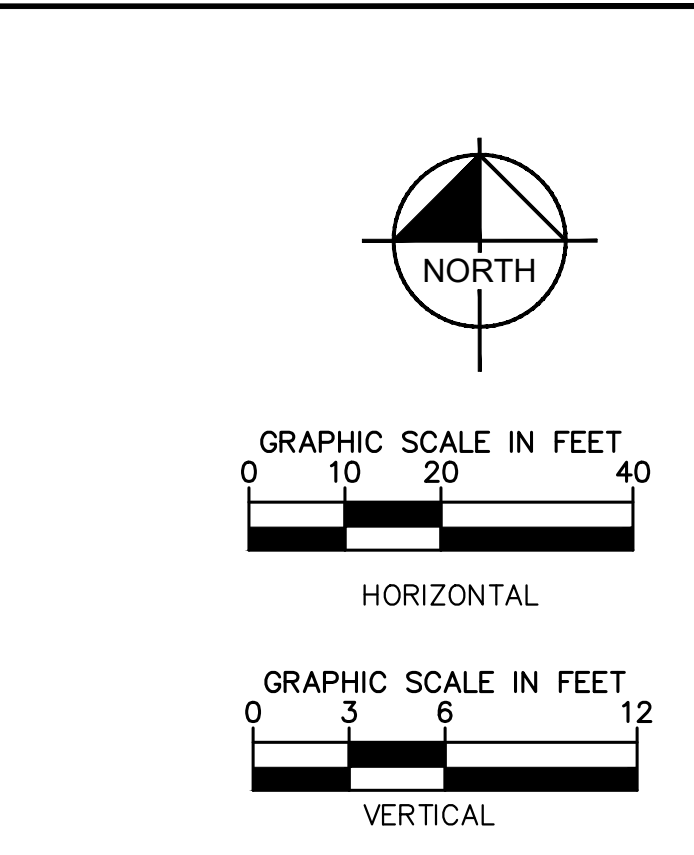 NORTH
GRAPHIC SCALE IN FEET
0 10 20 40
HORIZONTAL
GRAPHIC SCALE IN FEET
0 3 6 12
VERTICAL